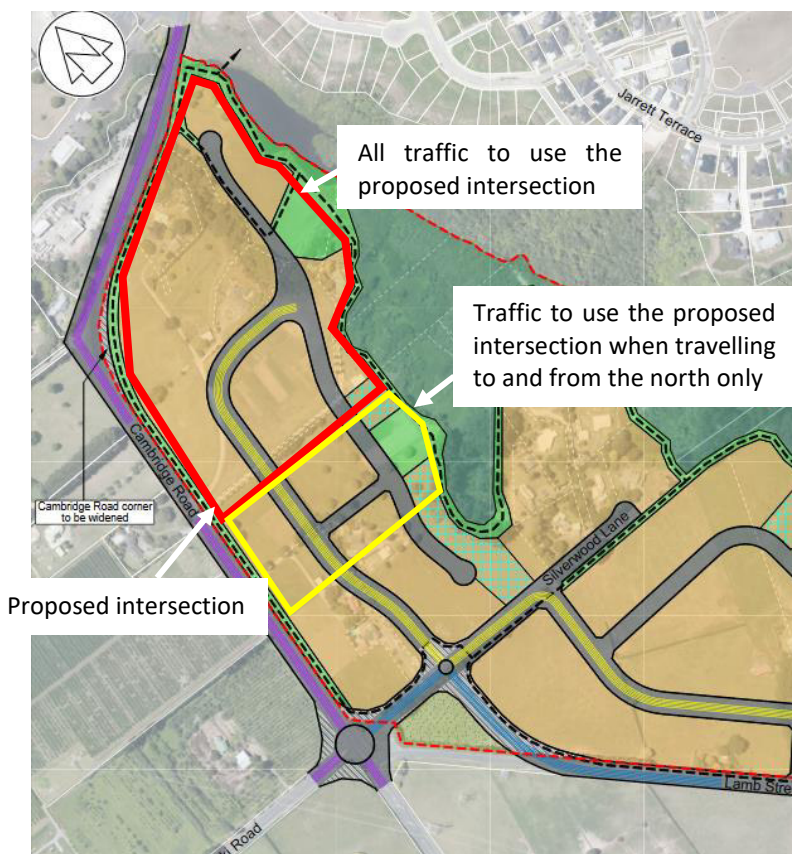 Jarrett Terrace
All traffic to use the
proposed intersection
Traffic to use the proposed
intersection when travelling
to and from the north only
Cambridge Road
Cambridge Road corner
to be widened
Silverwood Lane
Proposed intersection
Lamb Stre
Road